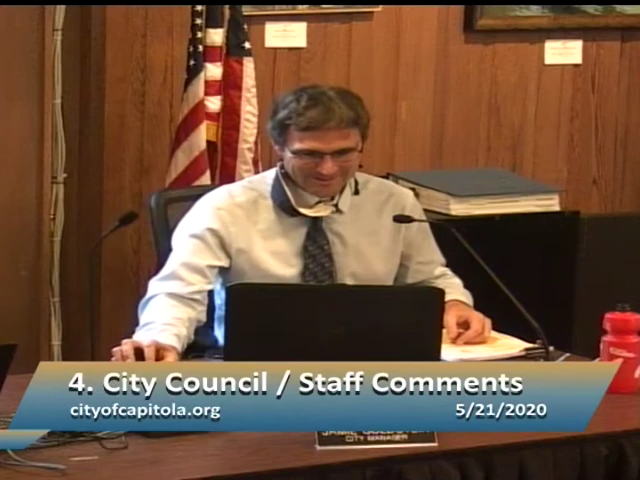 4. City Council / Staff Comments
cityofcapitola.org
5/21/2020
CITY MANAGER